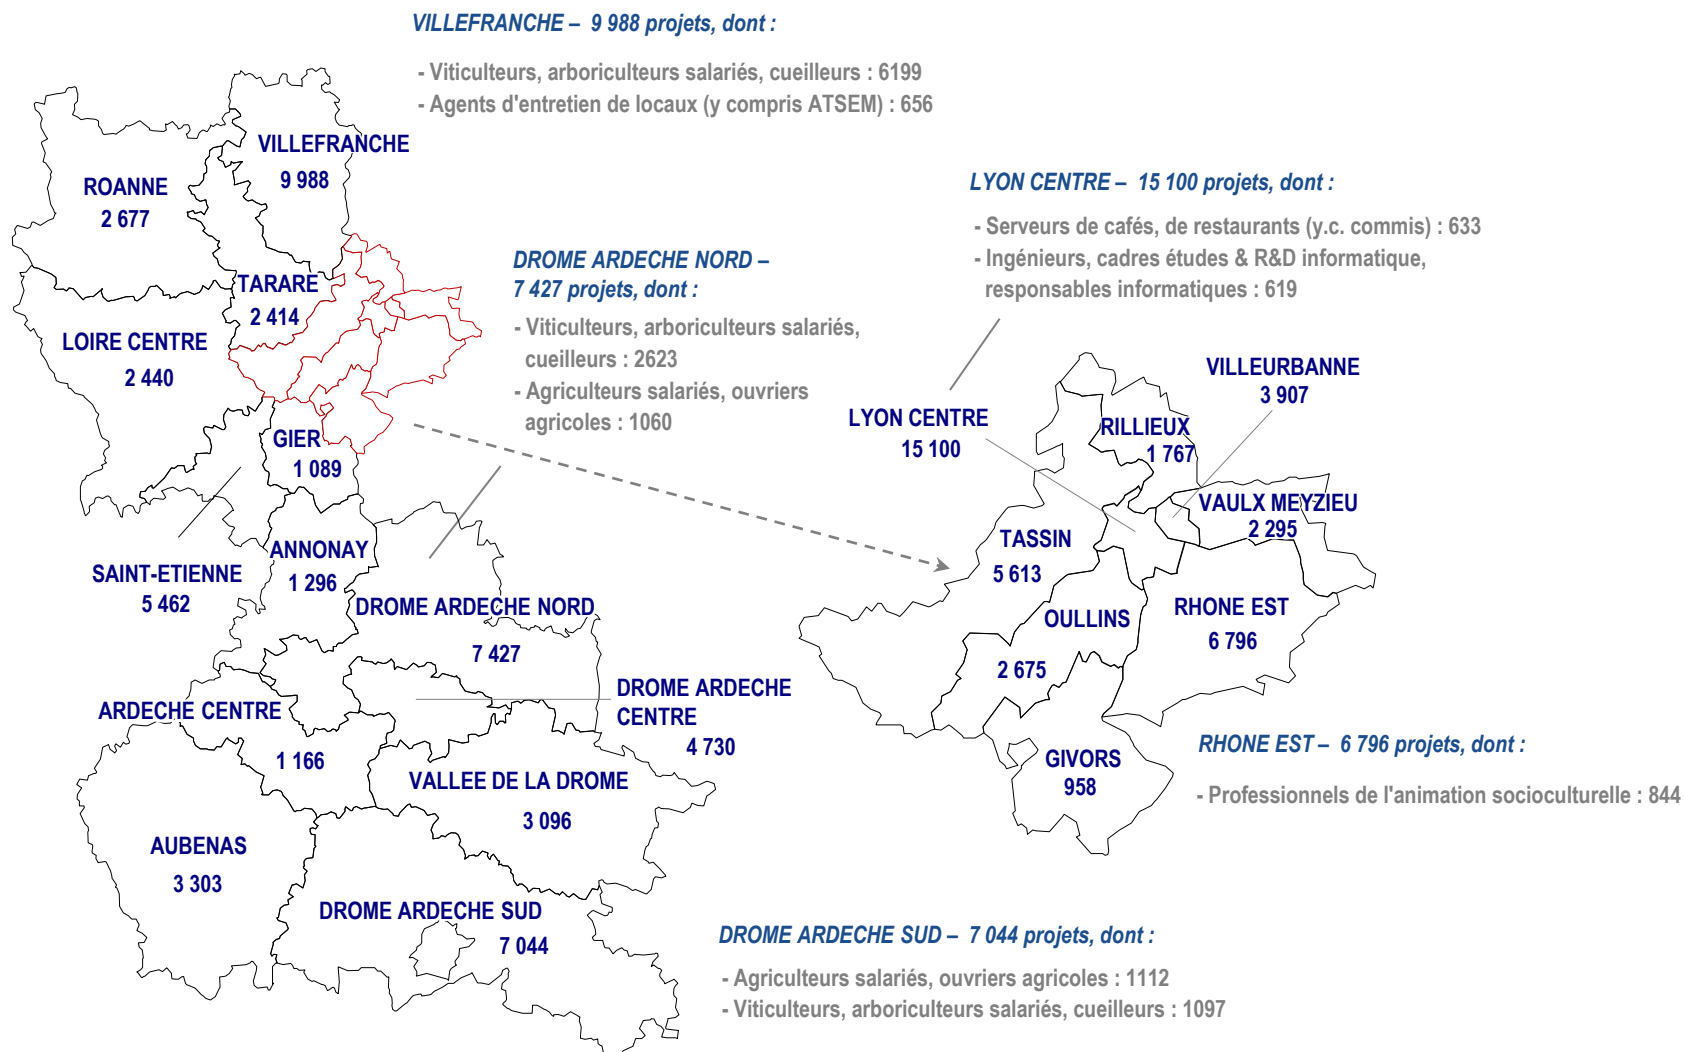 VILLEFRANCHE – 9 988 projets, dont :
- Viticulteurs, arboriculteurs salariés, cueilleurs : 6199
- Agents d'entretien de locaux (y compris ATSEM) : 656
VILLEFRANCHE
9 988
ROANNE
2 677
LYON CENTRE – 15 100 projets, dont :
- Serveurs de cafés, de restaurants (y.c. commis) : 633
- Ingénieurs, cadres études & R&D informatique,
responsables informatiques : 619
DROME ARDECHE NORD –
7 427 projets, dont :
- Viticulteurs, arboriculteurs salariés,
cueilleurs : 2623
- Agriculteurs salariés, ouvriers
agricoles : 1060
TARARE
2 414
LOIRE CENTRE
2 440
GIER
1 089
ANNONAY
1 296
SAINT-ETIENNE
5 462
DROME ARDECHE NORD
7 427
DROME ARDECHE
CENTRE
4 730
ARDECHE CENTRE
1 166
VALLEE DE LA DROME
3 096
AUBENAS
3 303
DROME ARDECHE SUD
7 044
VILLEURBANNE
3 907
LYON CENTRE
15 100
RILLIEUX
1 767
VAULX MEYZIEU
2 295
TASSIN
5 613
OULLINS
2 675
RHONE EST
6 796
GIVORS
958
RHONE EST – 6 796 projets, dont :
- Professionnels de l'animation socioculturelle : 844
DROME ARDECHE SUD – 7 044 projets, dont :
- Agriculteurs salariés, ouvriers agricoles : 1112
- Viticulteurs, arboriculteurs salariés, cueilleurs : 1097